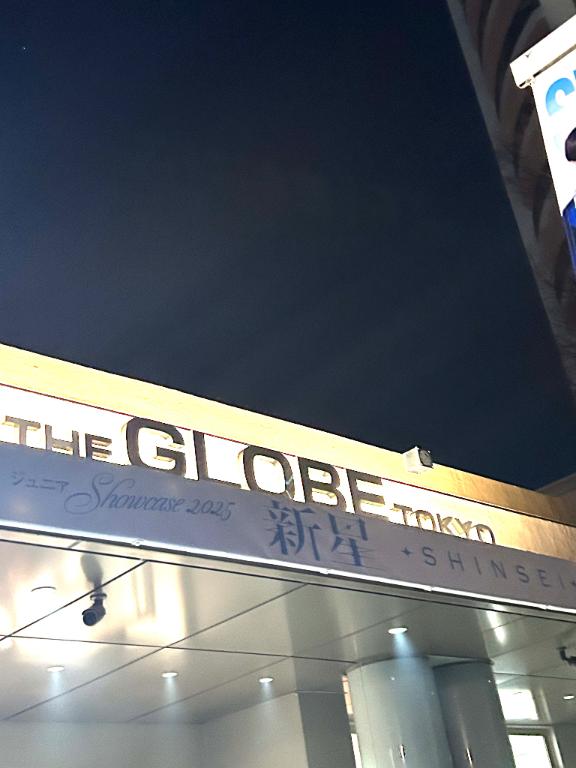 THE GLOBE TOKYO
ジュニア Showcase 2025 新星 +SHINSEI+